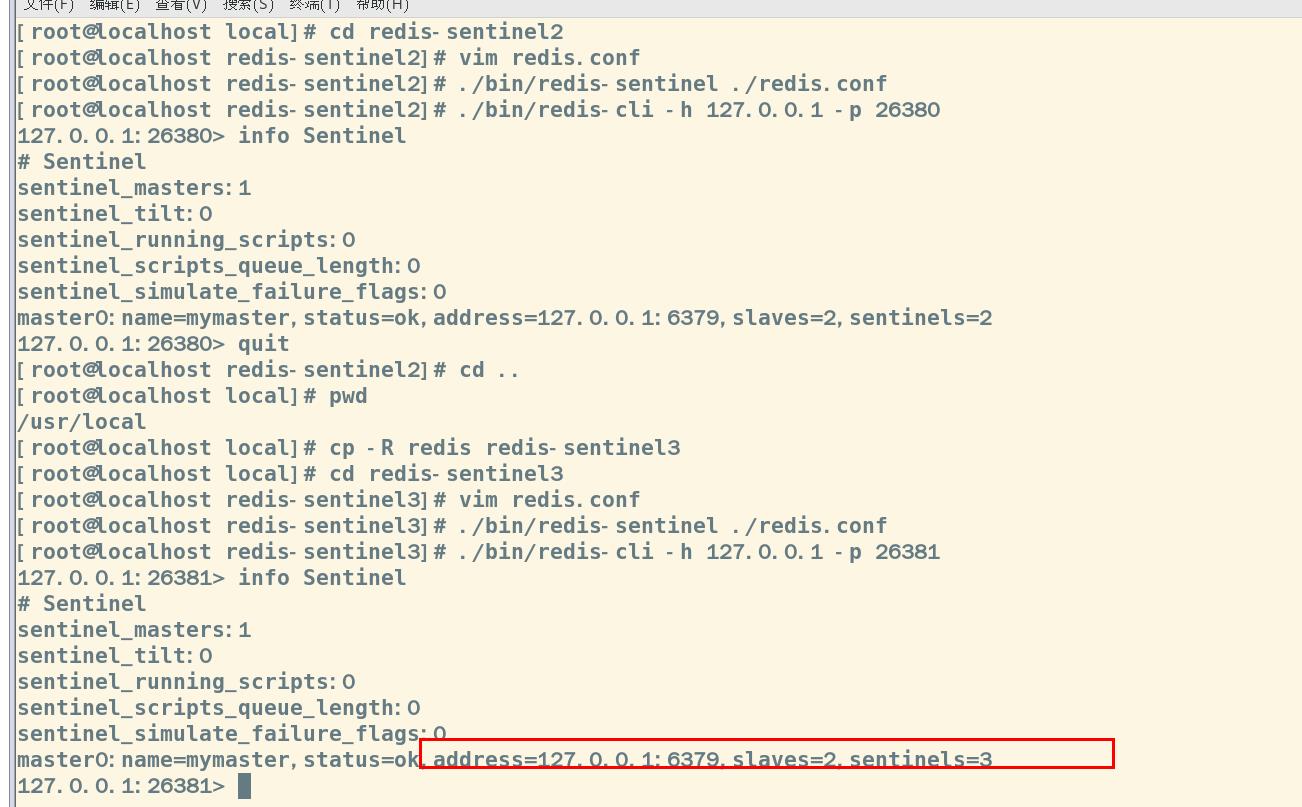 文件(F) 编辑(E) 查看(V) 搜索(S) 终端(T) 帮助(H)
[root@localhost local]# cd redis-sentinel2
[root@localhost redis-sentinel2]# vim redis.conf
[root@localhost redis-sentinel2]# ./bin/redis-sentinel ./redis.conf
[root@localhost redis-sentinel2]# ./bin/redis-cli -h 127.0.0.1 -p 26380
127.0.0.1:26380> info Sentinel
# Sentinel
sentinel_masters:1
sentinel_tilt:0
sentinel_running_scripts:0
sentinel_scripts_queue_length:0
sentinel_simulate_failure_flags:0
master0:name=mymaster,status=ok,address=127.0.0.1:6379,slaves=2,sentinels=2
127.0.0.1:26380> quit
[root@localhost redis-sentinel2]# cd ..
[root@localhost local]# pwd
/usr/local
[root@localhost local]# cp -R redis redis-sentinel3
[root@localhost local]# cd redis-sentinel3
[root@localhost redis-sentinel3]# vim redis.conf
[root@localhost redis-sentinel3]# ./bin/redis-sentinel ./redis.conf
[root@localhost redis-sentinel3]# ./bin/redis-cli -h 127.0.0.1 -p 26381
127.0.0.1:26381> info Sentinel
# Sentinel
sentinel_masters:1
sentinel_tilt:0
sentinel_running_scripts:0
sentinel_scripts_queue_length:0
sentinel_simulate_failure_flags:0
master0:name=mymaster,status=ok,address=127.0.0.1:6379,slaves=2,sentinels=3
127.0.0.1:26381>